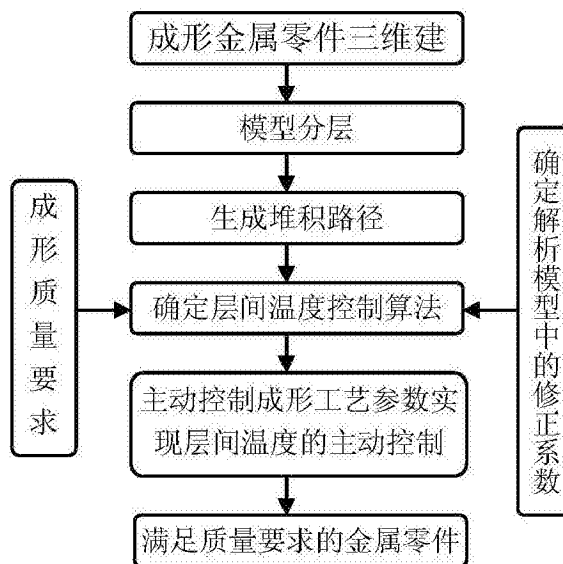 成形金属零件三维建
模型分层
生成堆积路径
成形质量要求
确定层间温度控制算法
确定解析模型中的修正系数
主动控制成形工艺参数实
现层间温度的主动控制
满足质量要求的金属零件